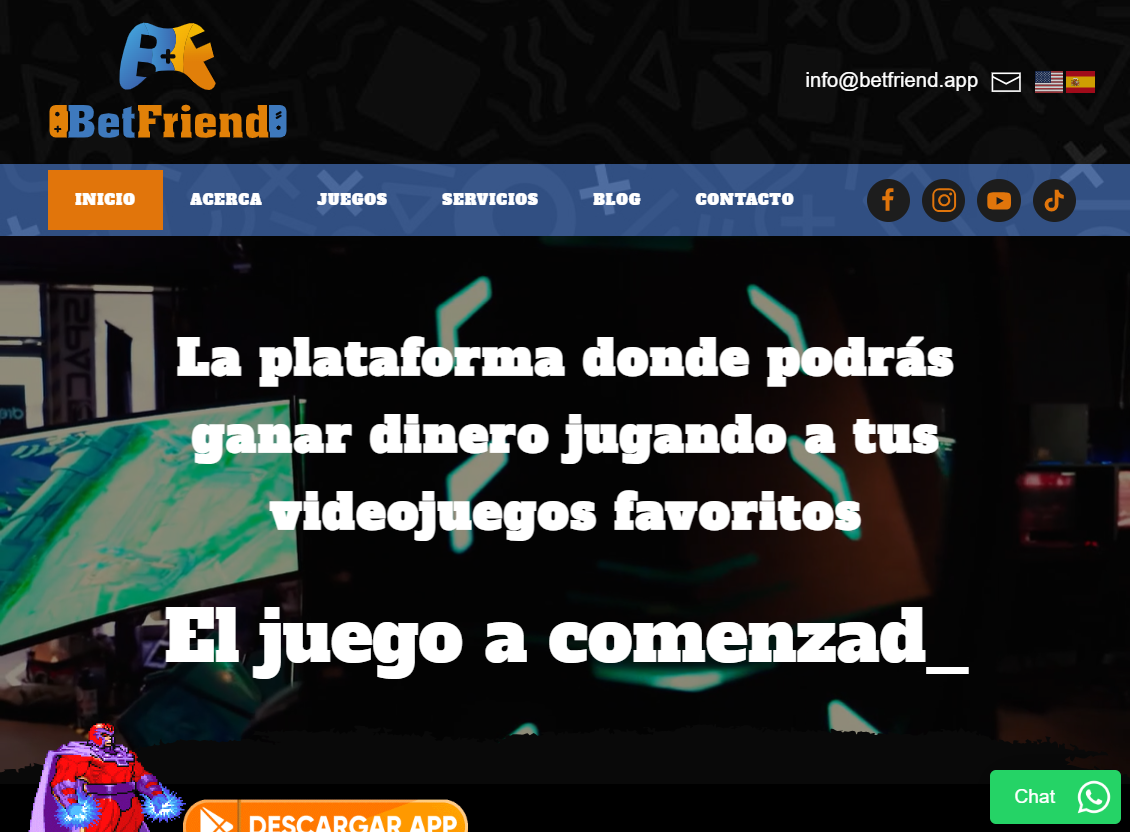 BetFriend
info@betfriend.app
INICIO
ACERCA
JUEGOS
SERVICIOS
BLOG
CONTACTO
La plataforma donde podrás
ganar dinero jugando a tus
videojuegos favoritos
El juego a comenzad_
DESCARGAR APP
Chat